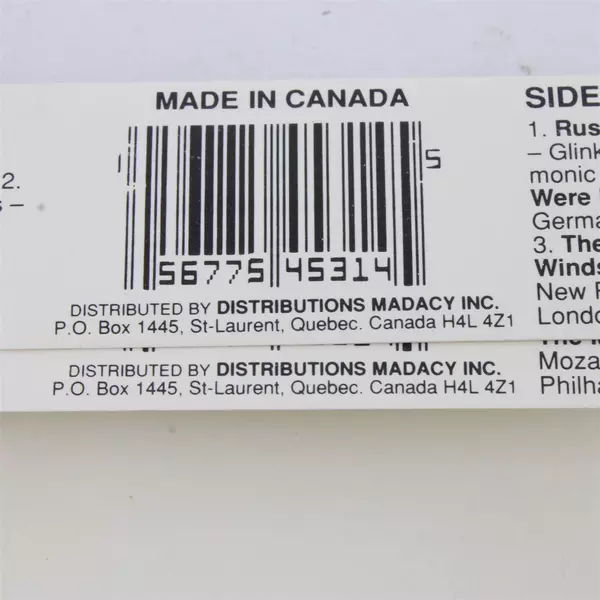 MADE IN CANADA
2.
s –
56775 45314
5
DISTRIBUTED BY DISTRIBUTIONS MADACY INC.
P.O. Box 1445, St-Laurent, Quebec. Canada H4L 4Z1
SIDE
1. Rus
– Glink
monic
Were
Germa
3. The
Winds
New
Londo
DISTRIBUTED BY DISTRIBUTIONS MADACY INC.
P.O. Box 1445, St-Laurent, Quebec. Canada H4L 4Z1
Moza
Philha